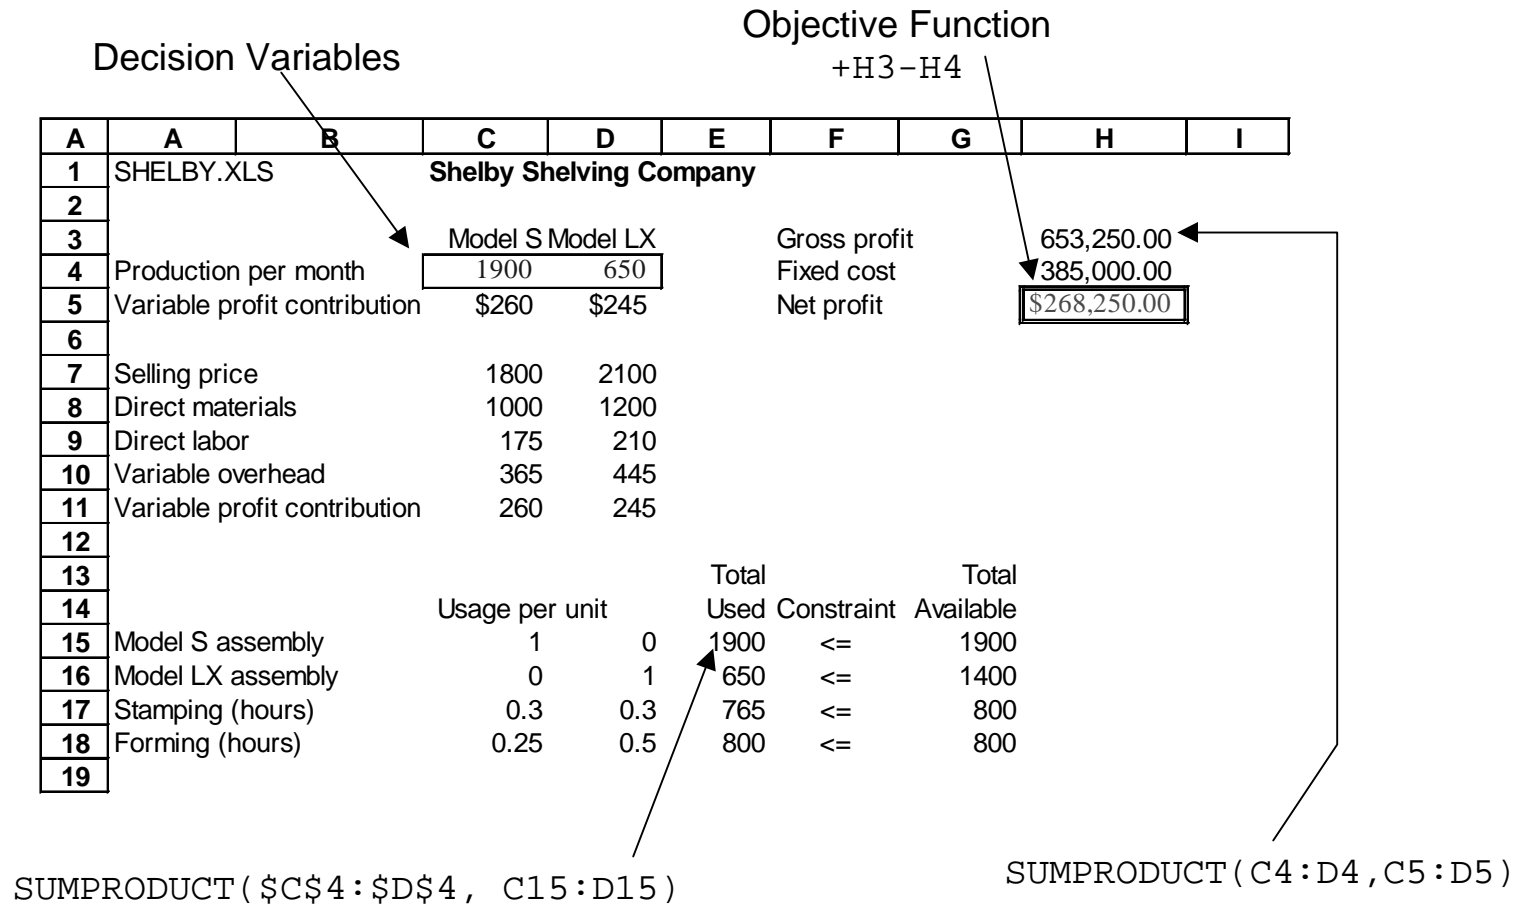 Objective Function
+H3-H4
Decision Variables
A A B C D E F G H I
1 SHELBY.XLS Shelby Shelving Company
2
3 Model S Model LX Gross profit 653,250.00
4 Production per month 1900 650 Fixed cost 385,000.00
5 Variable profit contribution $260 $245 Net profit $268,250.00
6
7 Selling price 1800 2100
8 Direct materials 1000 1200
9 Direct labor 175 210
10 Variable overhead 365 445
11 Variable profit contribution 260 245
12
13 Total Total
14 Usage per unit Used Constraint Available
15 Model S assembly 1 0 1900 <= 1900
16 Model LX assembly 0 1 650 <= 1400
17 Stamping (hours) 0.3 0.3 765 <= 800
18 Forming (hours) 0.25 0.5 800 <= 800
19
SUMPRODUCT($C$4:$D$4, C15:D15)
SUMPRODUCT(C4:D4,C5:D5)